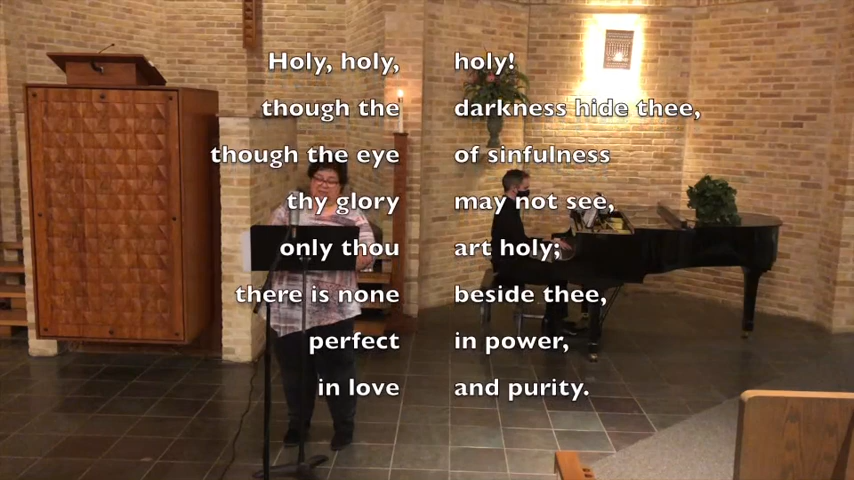 Holy, holy, holy!
though the darkness hide thee,
though the eye of sinfulness
thy glory may not see,
only thou art holy;
there is none beside thee,
perfect in power,
in love and purity.